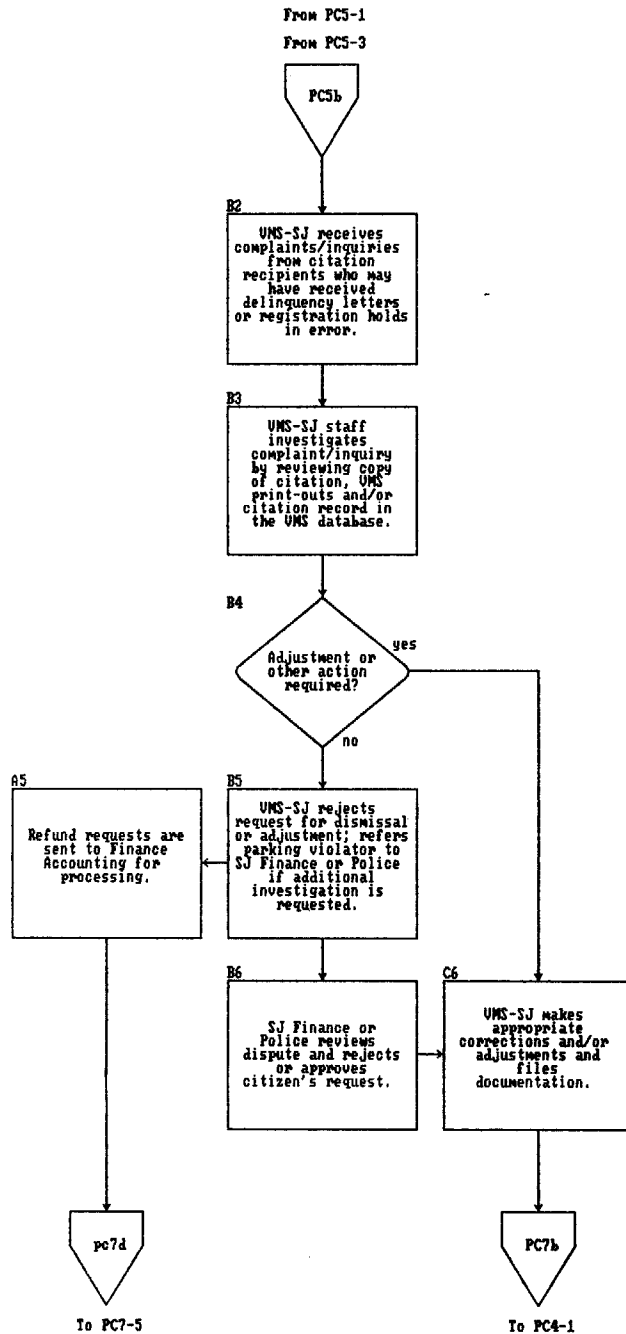 From PC5-1
From PC5-3
PC5b
B2
VMS-SJ receives
complaints/inquiries
from citation
recipients who may
have received
delinquency letters
or registration holds
in error.
B3
VMS-SJ staff
investigates
complaint/inquiry
by reviewing copy
of citation, VMS
print-outs and/or
citation record in
the VMS database.
B4
Adjustment or
other action
required?
yes
no
A5
Refund requests are
sent to Finance
Accounting for
processing.
B5
VMS-SJ rejects
request for dismissal
or adjustment; refers
parking violator to
SJ Finance or Police
if additional
investigation is
requested.
B6
SJ Finance or
Police reviews
dispute and rejects
or approves
citizen's request.
C6
VMS-SJ makes
appropriate
corrections and/or
adjustments and
files
documentation.
pc7d
PC7b
To PC7-5
To PC4-1